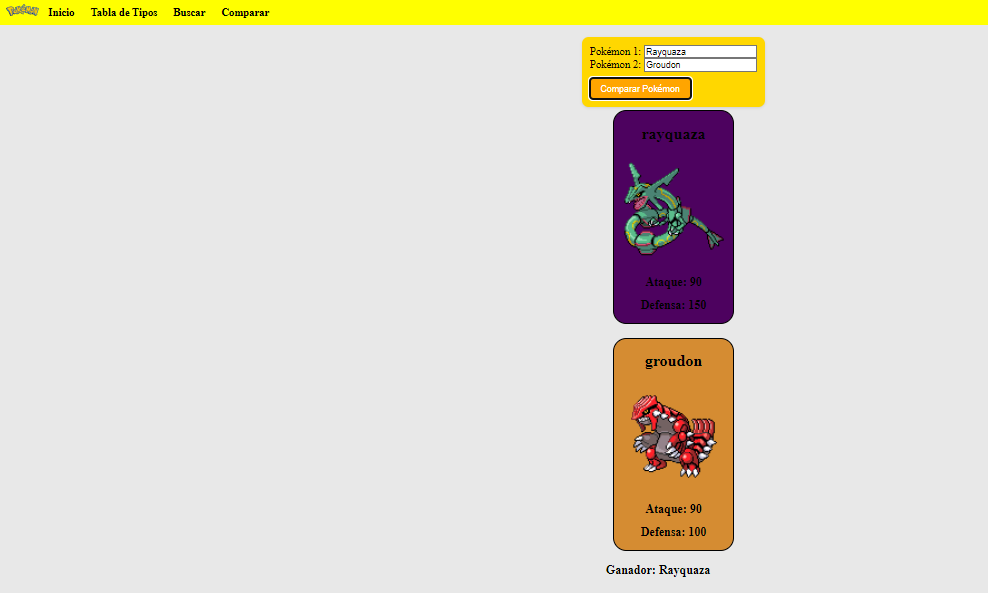 Pokémon Inicio Tabla de Tipos Buscar Comparar
Pokémon 1: Rayquaza
Pokémon 2: Groudon
Comparar Pokémon
rayquaza
Ataque: 90
Defensa: 150
groudon
Ataque: 90
Defensa: 100
Ganador: Rayquaza